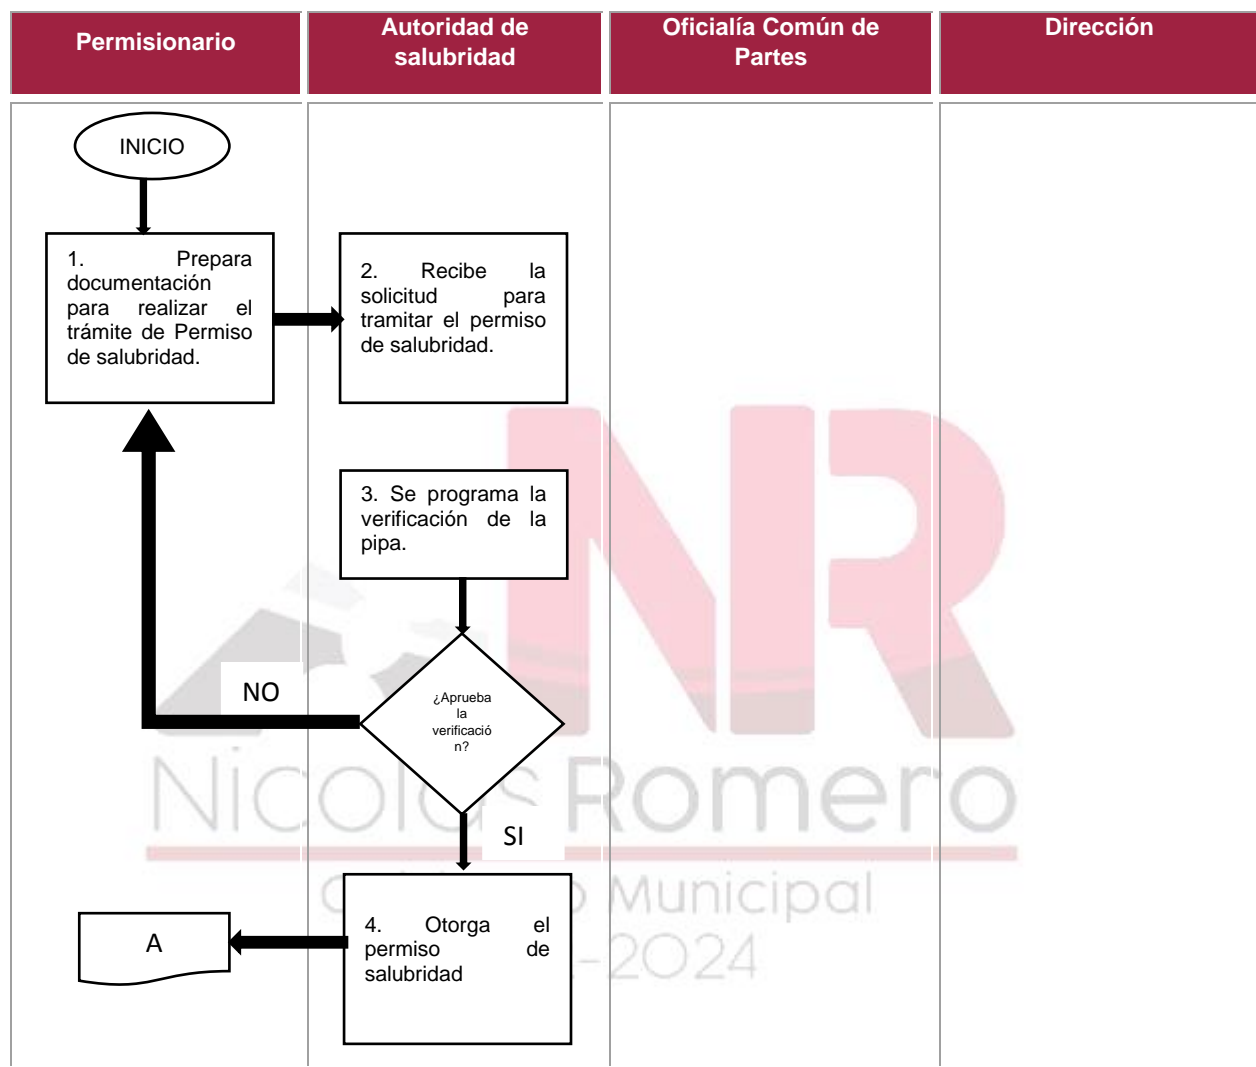 Permisionario
Autoridad de
salubridad
Oficialía Común de
Partes
Dirección
INICIO
1. Prepara
documentación
para realizar el
trámite de Permiso
de salubridad.
2. Recibe la
solicitud para
tramitar el permiso
de salubridad.
3. Se programa la
verificación de la
pipa.
¿Aprueba
la
verificació
n?
NO
SI
4. Otorga el
permiso de
salubridad
A
NR
Nicolás Romero
Municipal
-2024